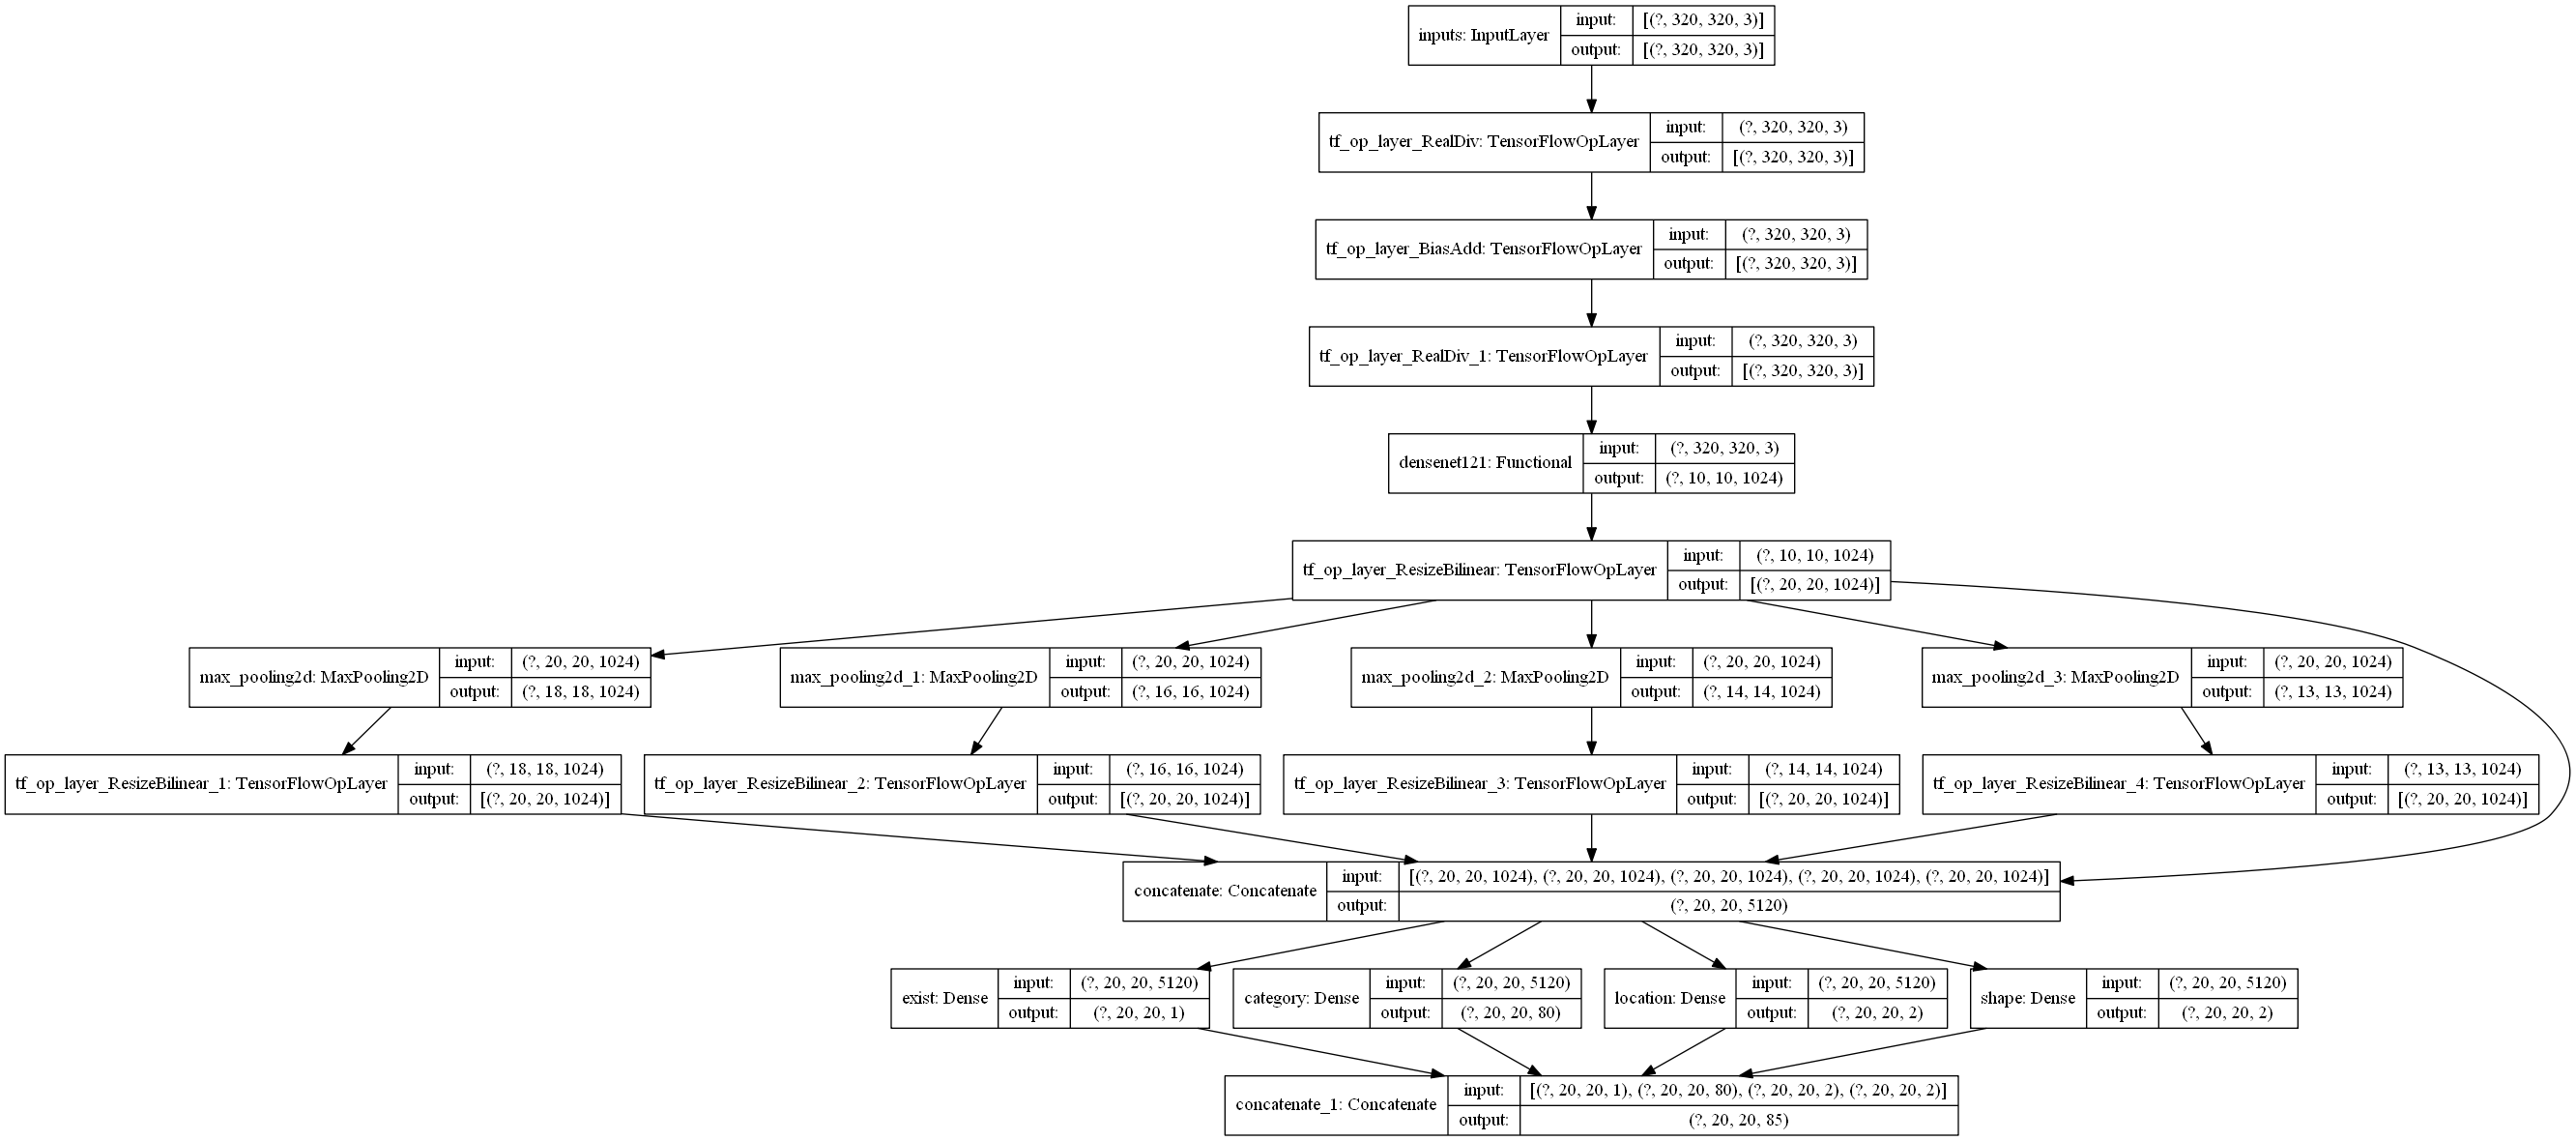 inputs: InputLayer
input: [(?, 320, 320, 3)]
output: [(?, 320, 320, 3)]
tf_op_layer_RealDiv: TensorFlowOpLayer
input: (?, 320, 320, 3)
output: [(?, 320, 320, 3)]
tf_op_layer_BiasAdd: TensorFlowOpLayer
input: (?, 320, 320, 3)
output: [(?, 320, 320, 3)]
tf_op_layer_RealDiv_1: TensorFlowOpLayer
input: (?, 320, 320, 3)
output: [(?, 320, 320, 3)]
densenet121: Functional
input: (?, 320, 320, 3)
output: (?, 10, 10, 1024)
tf_op_layer_ResizeBilinear: TensorFlowOpLayer
input: (?, 10, 10, 1024)
output: [(?, 20, 20, 1024)]
max_pooling2d: MaxPooling2D
input: (?, 20, 20, 1024)
output: (?, 18, 18, 1024)
max_pooling2d_1: MaxPooling2D
input: (?, 20, 20, 1024)
output: (?, 16, 16, 1024)
max_pooling2d_2: MaxPooling2D
input: (?, 20, 20, 1024)
output: (?, 14, 14, 1024)
max_pooling2d_3: MaxPooling2D
input: (?, 20, 20, 1024)
output: (?, 13, 13, 1024)
tf_op_layer_ResizeBilinear_1: TensorFlowOpLayer
input: (?, 18, 18, 1024)
output: [(?, 20, 20, 1024)]
tf_op_layer_ResizeBilinear_2: TensorFlowOpLayer
input: (?, 16, 16, 1024)
output: [(?, 20, 20, 1024)]
tf_op_layer_ResizeBilinear_3: TensorFlowOpLayer
input: (?, 14, 14, 1024)
output: [(?, 20, 20, 1024)]
tf_op_layer_ResizeBilinear_4: TensorFlowOpLayer
input: (?, 13, 13, 1024)
output: [(?, 20, 20, 1024)]
concatenate: Concatenate
input: [(?, 20, 20, 1024), (?, 20, 20, 1024), (?, 20, 20, 1024), (?, 20, 20, 1024), (?, 20, 20, 1024)]
output: (?, 20, 20, 5120)
exist: Dense
input: (?, 20, 20, 5120)
output: (?, 20, 20, 1)
category: Dense
input: (?, 20, 20, 5120)
output: (?, 20, 20, 80)
location: Dense
input: (?, 20, 20, 5120)
output: (?, 20, 20, 2)
shape: Dense
input: (?, 20, 20, 5120)
output: (?, 20, 20, 2)
concatenate_1: Concatenate
input: [(?, 20, 20, 1), (?, 20, 20, 80), (?, 20, 20, 2), (?, 20, 20, 2)]
output: (?, 20, 20, 85)